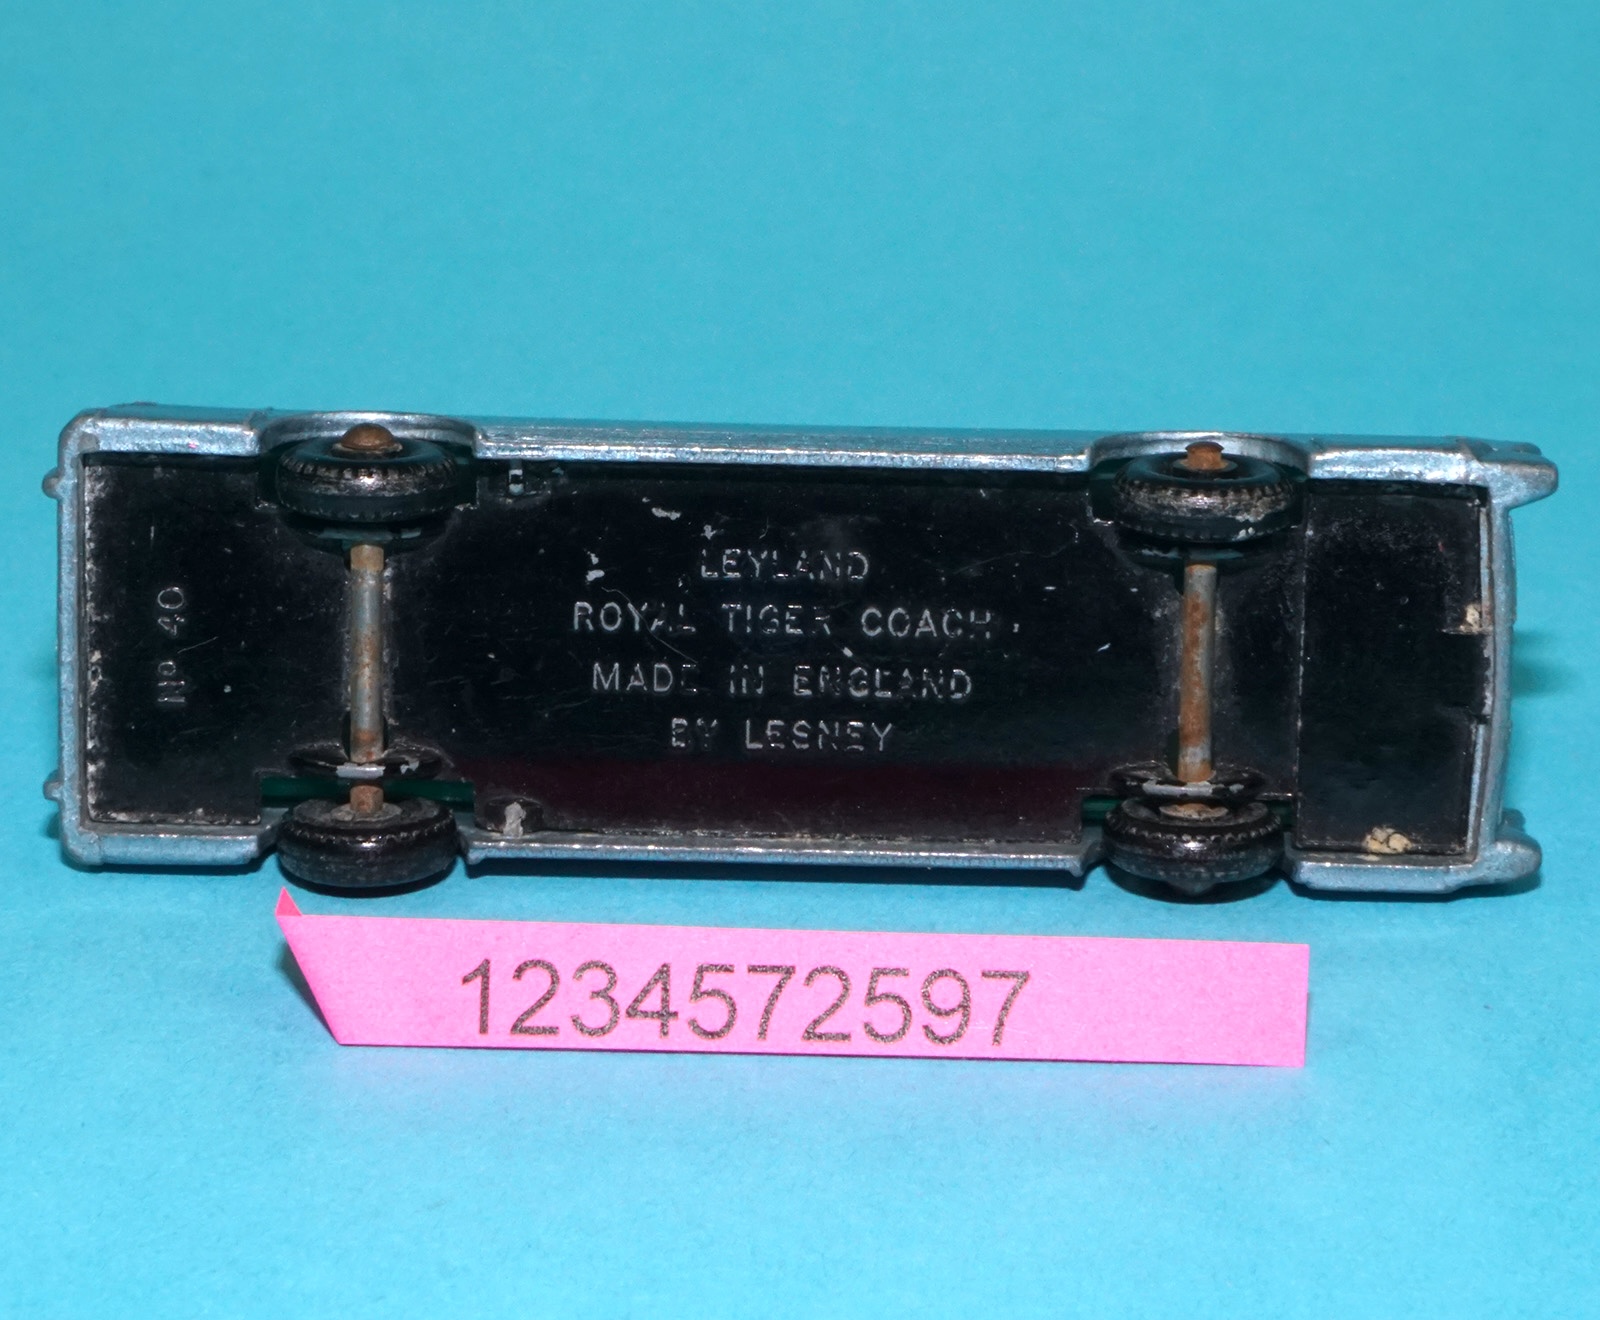 LEYLAND
ROYAL TIGER COACH
MADE IN ENGLAND
BY LESNEY
Nº 40
1234572597